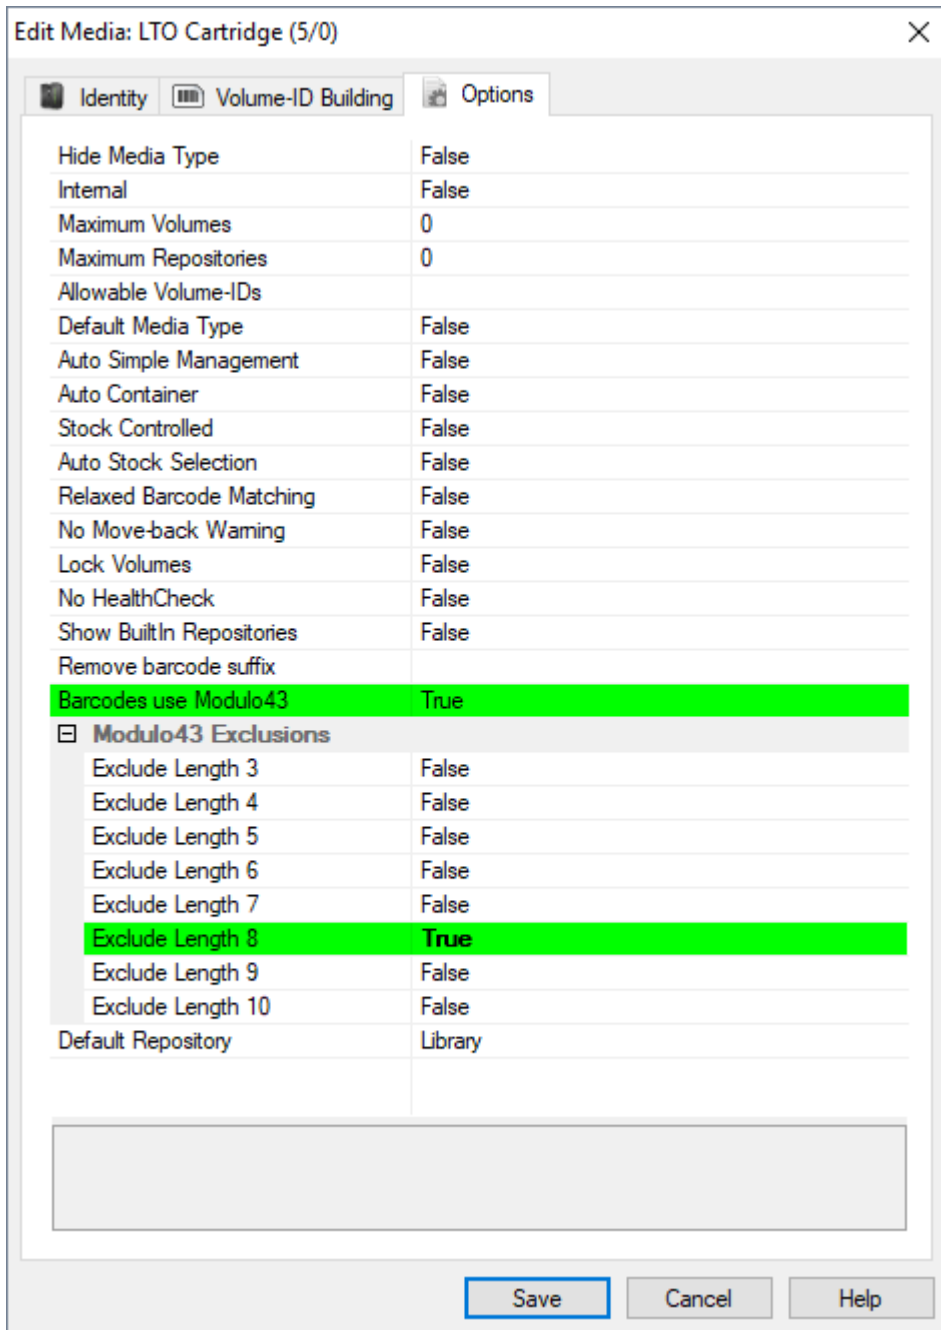 Edit Media: LTO Cartridge (5/0)
Identity Volume-ID Building Options
Hide Media Type False
Internal False
Maximum Volumes 0
Maximum Repositories 0
Allowable Volume-IDs
Default Media Type False
Auto Simple Management False
Auto Container False
Stock Controlled False
Auto Stock Selection False
Relaxed Barcode Matching False
No Move-back Warning False
Lock Volumes False
No HealthCheck False
Show BuiltIn Repositories False
Remove barcode suffix
Barcodes use Modulo43 True
Modulo43 Exclusions
Exclude Length 3 False
Exclude Length 4 False
Exclude Length 5 False
Exclude Length 6 False
Exclude Length 7 False
Exclude Length 8 True
Exclude Length 9 False
Exclude Length 10 False
Default Repository Library
Save Cancel Help